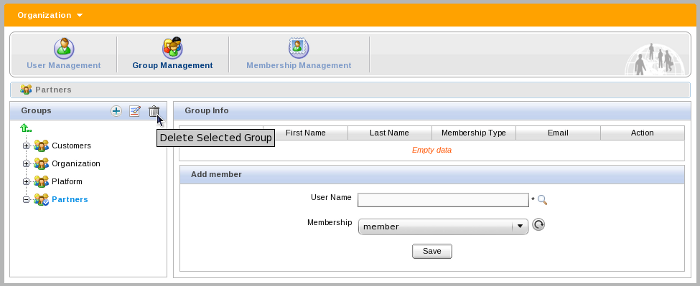 Organization
User Management Group Management Membership Management
Partners
Groups
Customers
Organization
Platform
Partners
Delete Selected Group
Group Info
First Name Last Name Membership Type Email Action
Empty data
Add member
User Name *
Membership member
Save